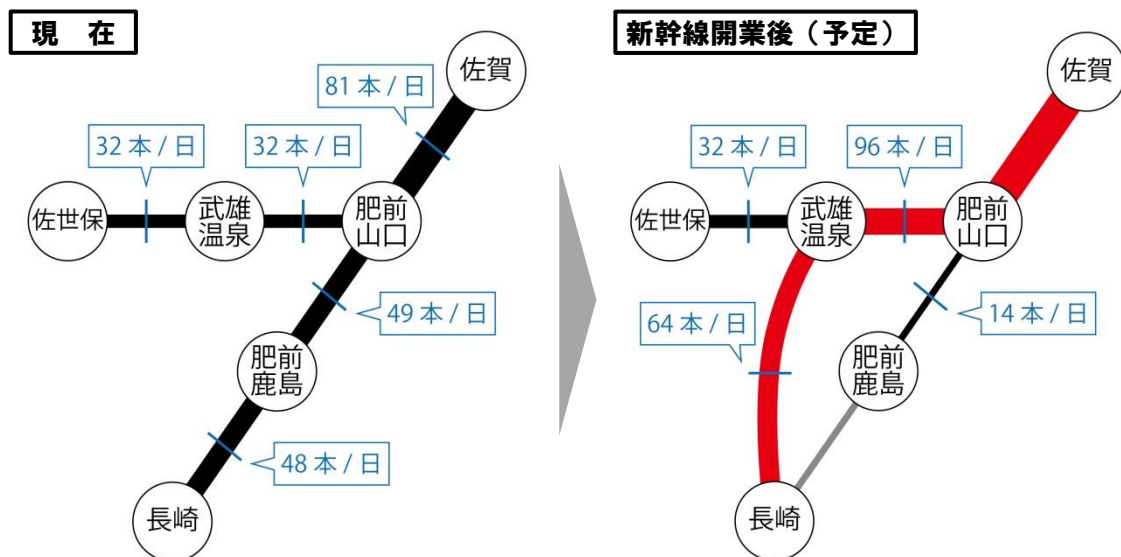 現 在
佐賀
81本/日
32本/日
32本/日
佐世保
武雄
温泉
肥前
山口
49本/日
肥前
鹿島
48本/日
長崎
新幹線開業後（予定）
佐賀
32本/日
96本/日
佐世保
武雄
温泉
肥前
山口
64本/日
14本/日
肥前
鹿島
長崎